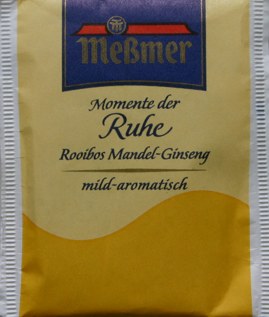 Meßmer
Momente der
Ruhe
Rooibos Mandel-Ginseng
mild-aromatisch